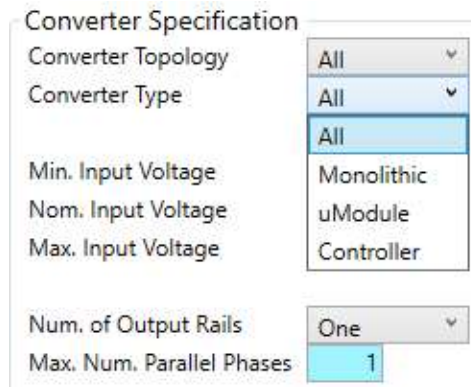 Converter Specification
Converter Topology All
Converter Type All
All
Min. Input Voltage Monolithic
Nom. Input Voltage uModule
Max. Input Voltage Controller
Num. of Output Rails One
Max. Num. Parallel Phases 1